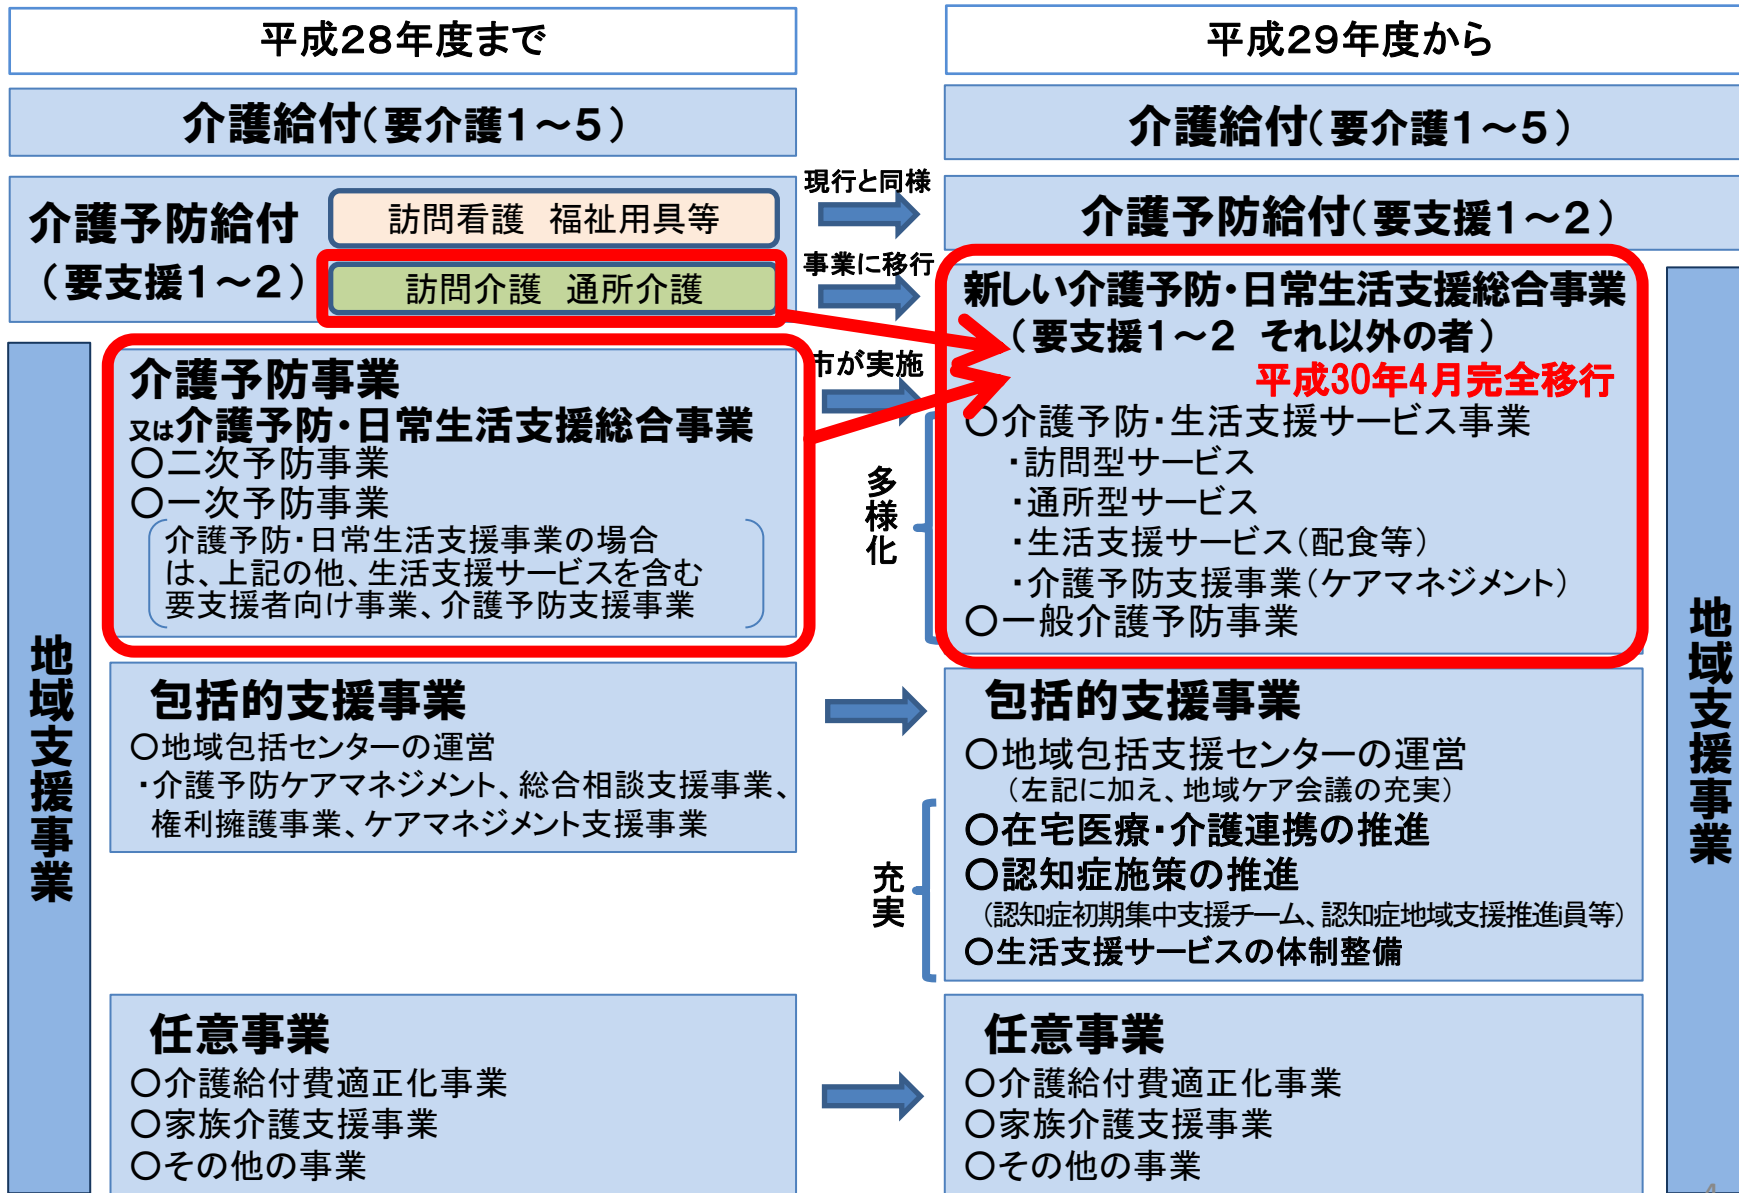 平成28年度まで
介護給付(要介護1～5)
介護予防給付
(要支援1～2)
訪問看護 福祉用具等
訪問介護 通所介護
地域支援事業
介護予防事業
又は介護予防・日常生活支援総合事業
○二次予防事業
○一次予防事業
介護予防・日常生活支援事業の場合
は、上記の他、生活支援サービスを含む
要支援者向け事業、介護予防支援事業
包括的支援事業
○地域包括センターの運営
・介護予防ケアマネジメント、総合相談支援事業、
権利擁護事業、ケアマネジメント支援事業
任意事業
○介護給付費適正化事業
○家族介護支援事業
○その他の事業
現行と同様
事業に移行
市が実施
多様化
充実
平成29年度から
介護給付(要介護1～5)
介護予防給付(要支援1～2)
新しい介護予防・日常生活支援総合事業
(要支援1～2 それ以外の者)
平成30年4月完全移行
○介護予防・生活支援サービス事業
・訪問型サービス
・通所型サービス
・生活支援サービス(配食等)
・介護予防支援事業(ケアマネジメント)
○一般介護予防事業
包括的支援事業
○地域包括支援センターの運営
(左記に加え、地域ケア会議の充実)
○在宅医療・介護連携の推進
○認知症施策の推進
(認知症初期集中支援チーム、認知症地域支援推進員等)
○生活支援サービスの体制整備
任意事業
○介護給付費適正化事業
○家族介護支援事業
○その他の事業
地域支援事業
4